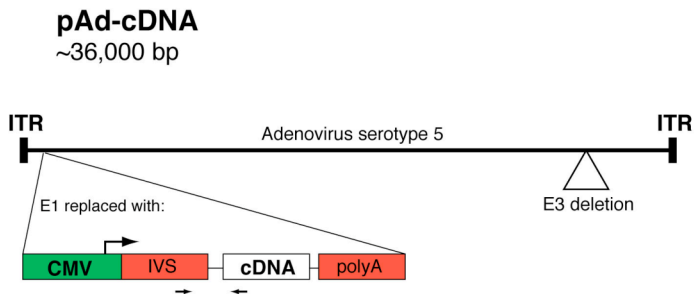 pAd-cDNA
~36,000 bp
ITR
ITR
Adenovirus serotype 5
E1 replaced with:
E3 deletion
CMV
IVS
cDNA
polyA